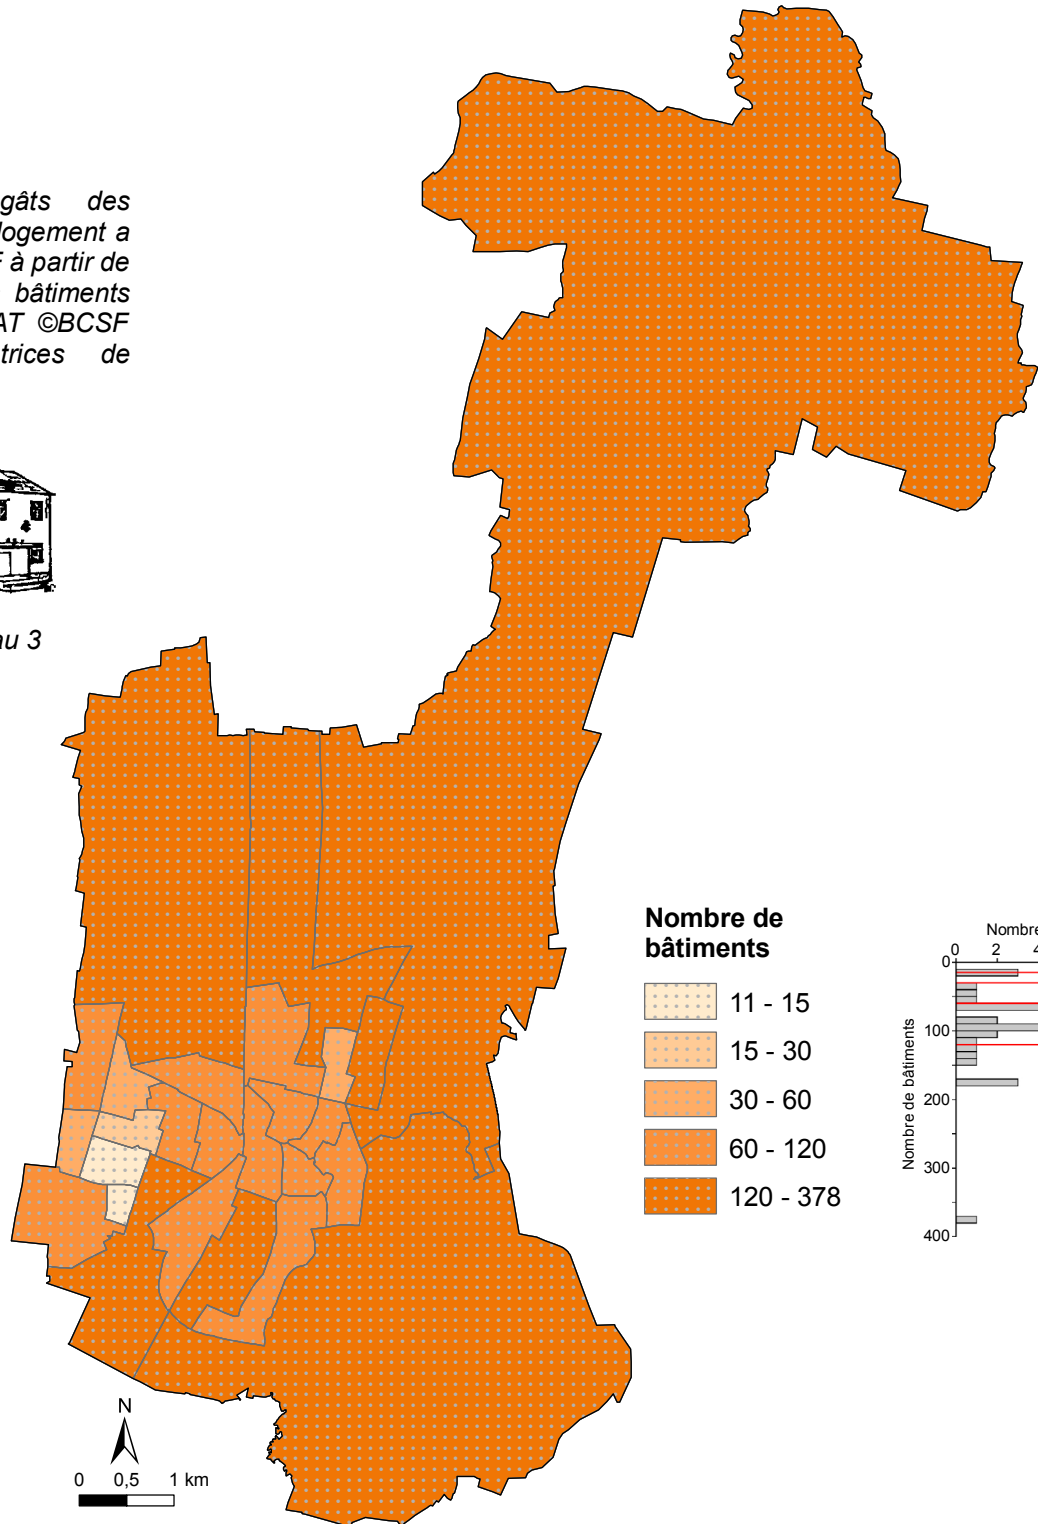 gâts des
logement a
à partir de
bâtiments
AT ©BCSF
trices de
au 3
Nombre de
bâtiments
11 - 15
15 - 30
30 - 60
60 - 120
120 - 378
Nombre
0 2 4
0
100
200
300
400
Nombre de bâtiments
N
0 0,5 1 km